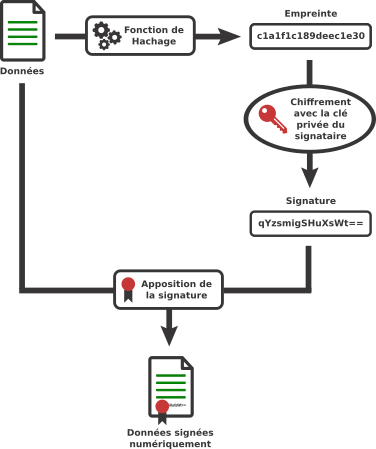 Données
Fonction de
Hachage
Empreinte
c1a1f1c189deec1e30
Chiffrement
avec la clé
privée du
signataire
Signature
qYzsmigSHuXsWt==
Apposition de
la signature
Données signées
numériquement